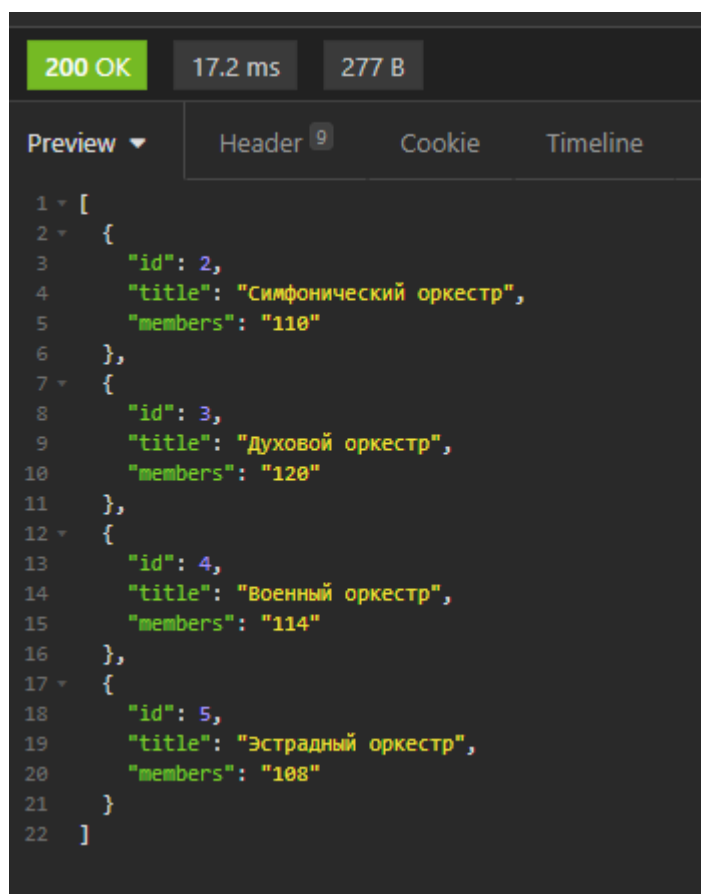 200 OK 17.2 ms 277 B
Preview Header 9 Cookie Timeline
1 [
2 {
3 "id": 2,
4 "title": "Симфонический оркестр",
5 "members": "110"
6 },
7 {
8 "id": 3,
9 "title": "Духовой оркестр",
10 "members": "120"
11 },
12 {
13 "id": 4,
14 "title": "Военный оркестр",
15 "members": "114"
16 },
17 {
18 "id": 5,
19 "title": "Эстрадный оркестр",
20 "members": "108"
21 }
22 ]